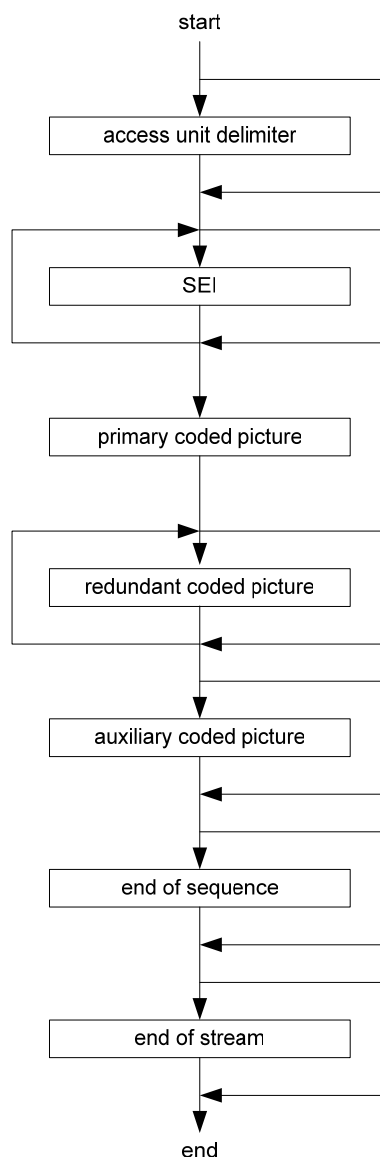 start
access unit delimiter
SEI
primary coded picture
redundant coded picture
auxiliary coded picture
end of sequence
end of stream
end